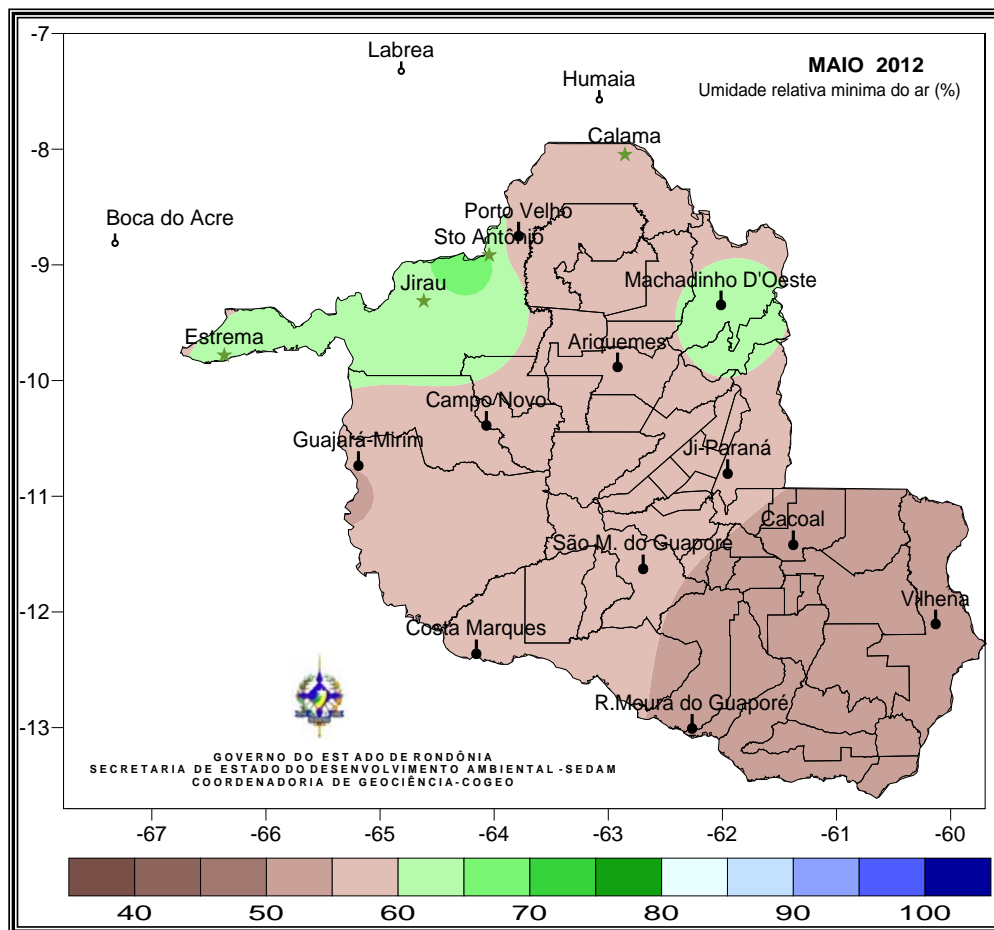 MAIO 2012
Umidade relativa minima do ar (%)
Labrea
Humaia
Calama
Boca do Acre
Porto Velho
Sto Antônio
Jirau
Machadinho D'Oeste
Estrema
Ariquemes
Campo Novo
Guajará-Mirim
Ji-Paraná
Cacoal
São M. do Guaporé
Vilhena
Costa Marques
R.Moura do Guaporé
GOVERNO DO ESTADO DE RONDÔNIA
SECRETARIA DE ESTADO DO DESENVOLVIMENTO AMBIENTAL -SEDAM
COORDENADORIA DE GEOCIÊNCIA-COGEO
-7
-8
-9
-10
-11
-12
-13
-67 -66 -65 -64 -63 -62 -61 -60
40 50 60 70 80 90 100